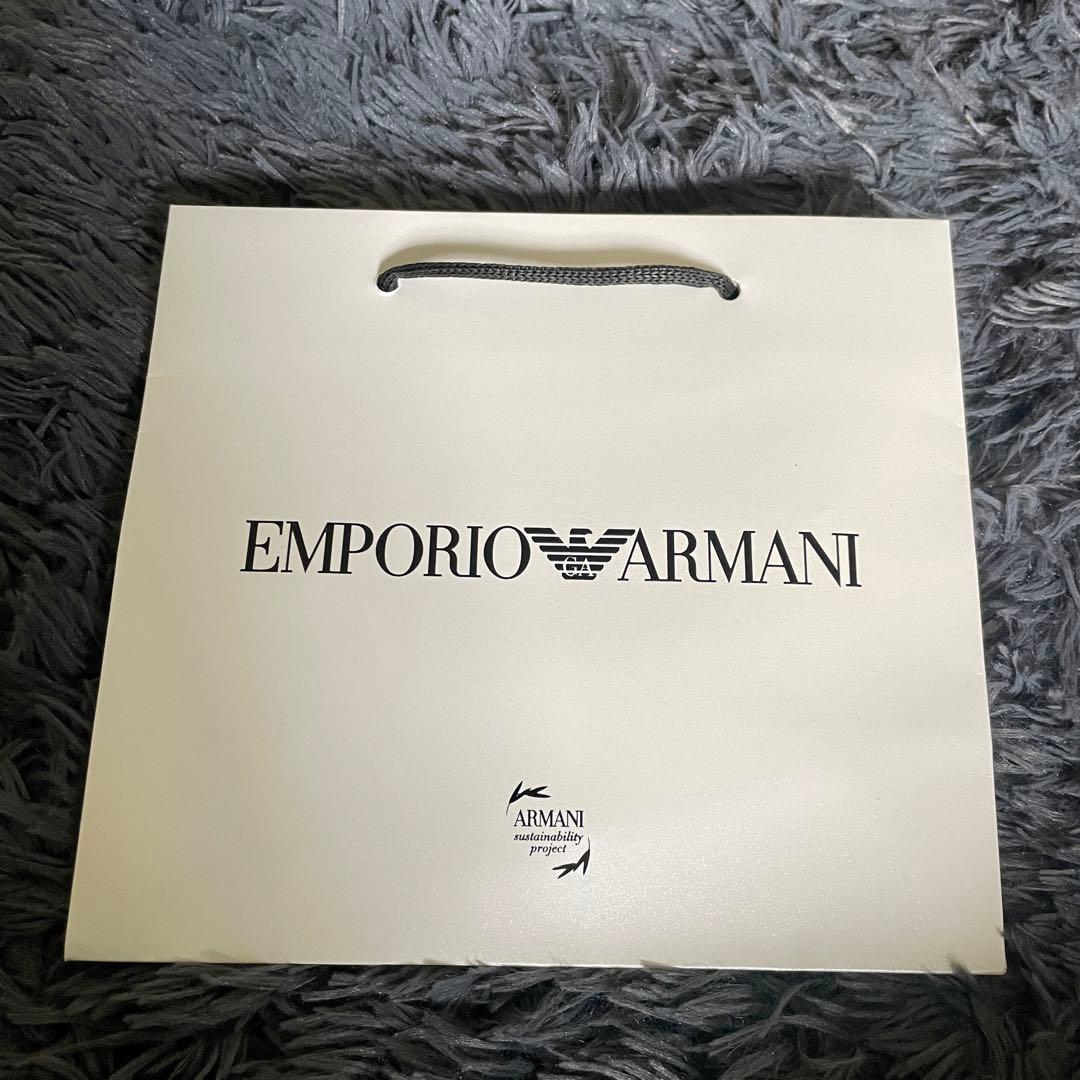 EMPORIO GA ARMANI
ARMANI
sustainability
project